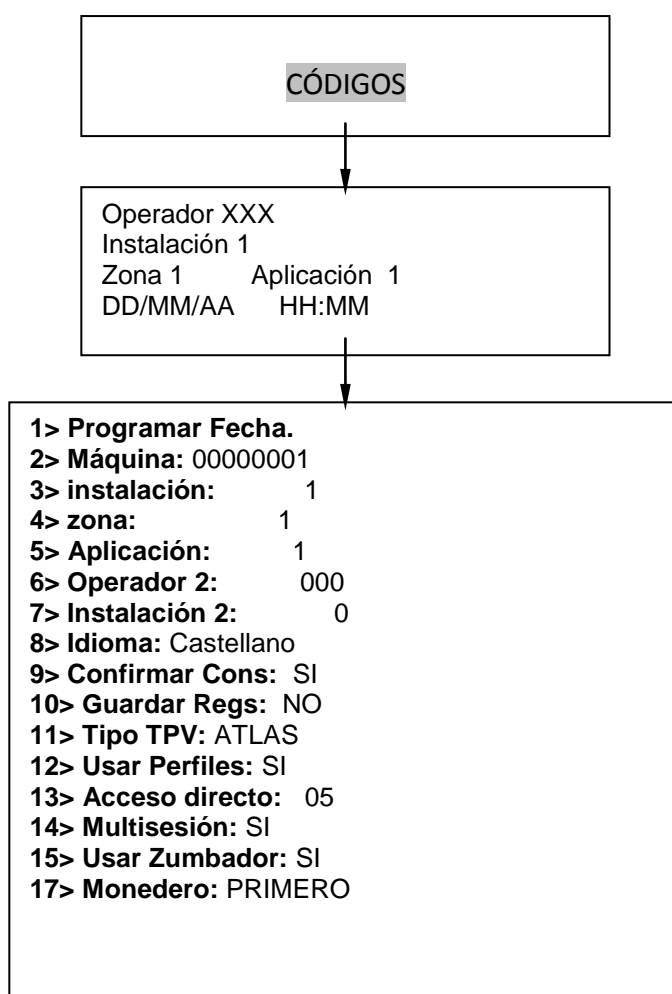 CÓDIGOS
Operador XXX
Instalación 1
Zona 1 Aplicación 1
DD/MM/AA HH:MM
1> Programar Fecha.
2> Máquina: 00000001
3> instalación: 1
4> zona: 1
5> Aplicación: 1
6> Operador 2: 000
7> Instalación 2: 0
8> Idioma: Castellano
9> Confirmar Cons: SI
10> Guardar Regs: NO
11> Tipo TPV: ATLAS
12> Usar Perfiles: SI
13> Acceso directo: 05
14> Multisesión: SI
15> Usar Zumbador: SI
17> Monedero: PRIMERO